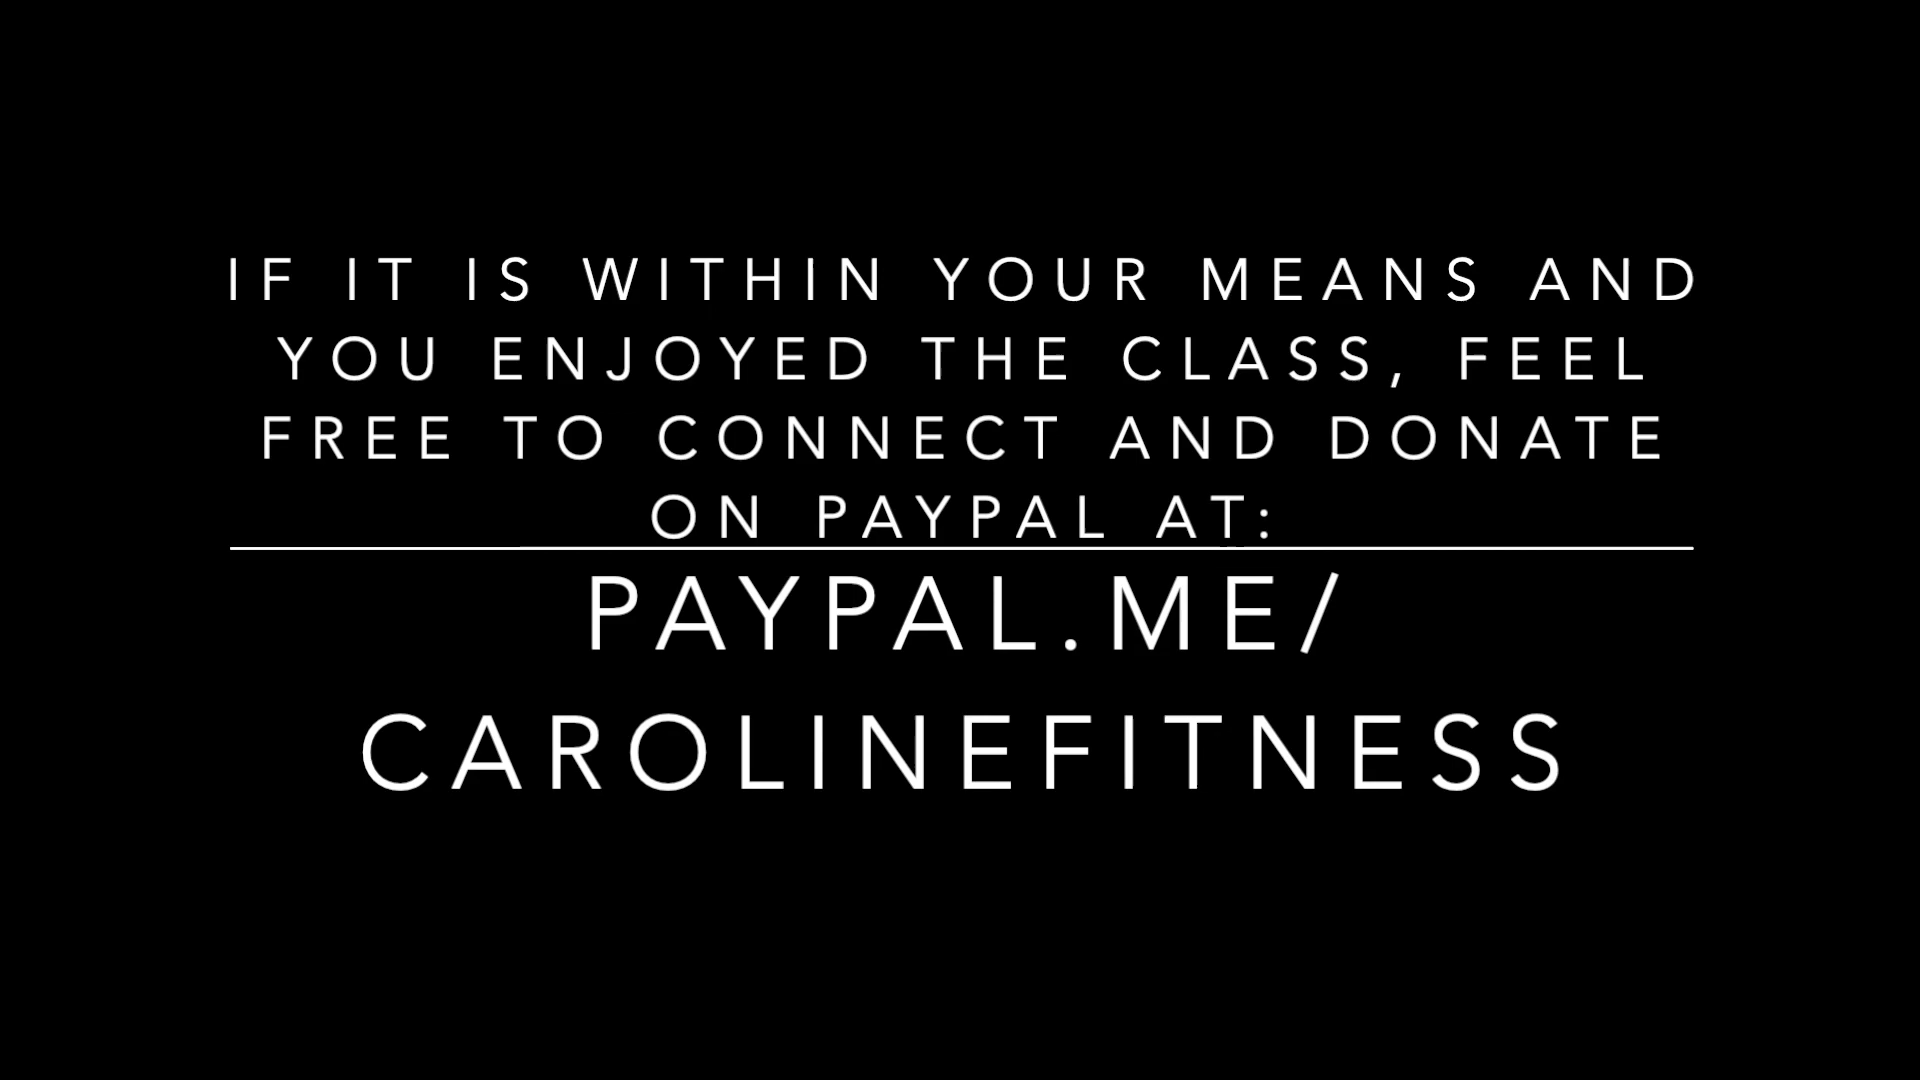 IF IT IS WITHIN YOUR MEANS AND
YOU ENJOYED THE CLASS, FEEL
FREE TO CONNECT AND DONATE
ON PAYPAL AT:
PAYPAL.ME/
CAROLINEFITNESS